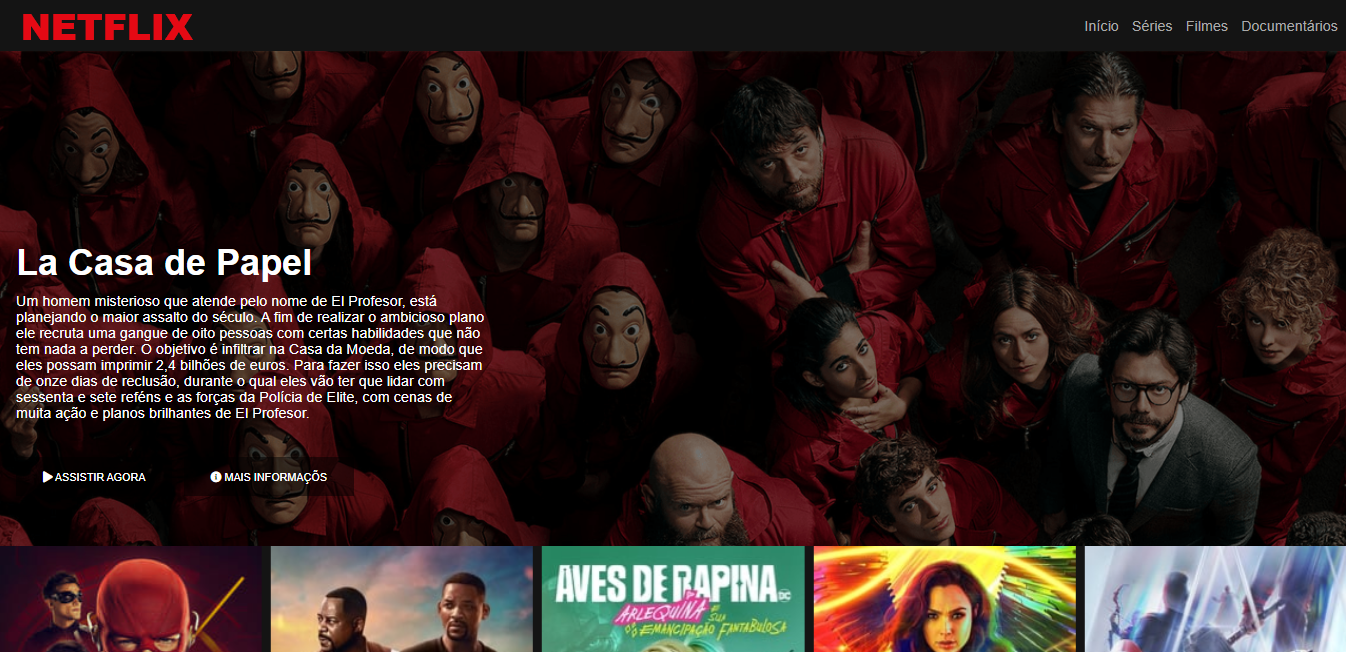 NETFLIX
Início Séries Filmes Documentários
La Casa de Papel
Um homem misterioso que atende pelo nome de El Profesor, está
planejando o maior assalto do século. A fim de realizar o ambicioso plano
ele recruta uma gangue de oito pessoas com certas habilidades que não
tem nada a perder. O objetivo é infiltrar na Casa da Moeda, de modo que
eles possam imprimir 2,4 bilhões de euros. Para fazer isso eles precisam
de onze dias de reclusão, durante o qual eles vão ter que lidar com
sessenta e sete reféns e as forças da Polícia de Elite, com cenas de
muita ação e planos brilhantes de El Profesor.
ASSISTIR AGORA
MAIS INFORMAÇÕS
AVES DE RAPINA
DC
ARLEQUINA E SUA
EMANCIPAÇÃO FANTABULOSA